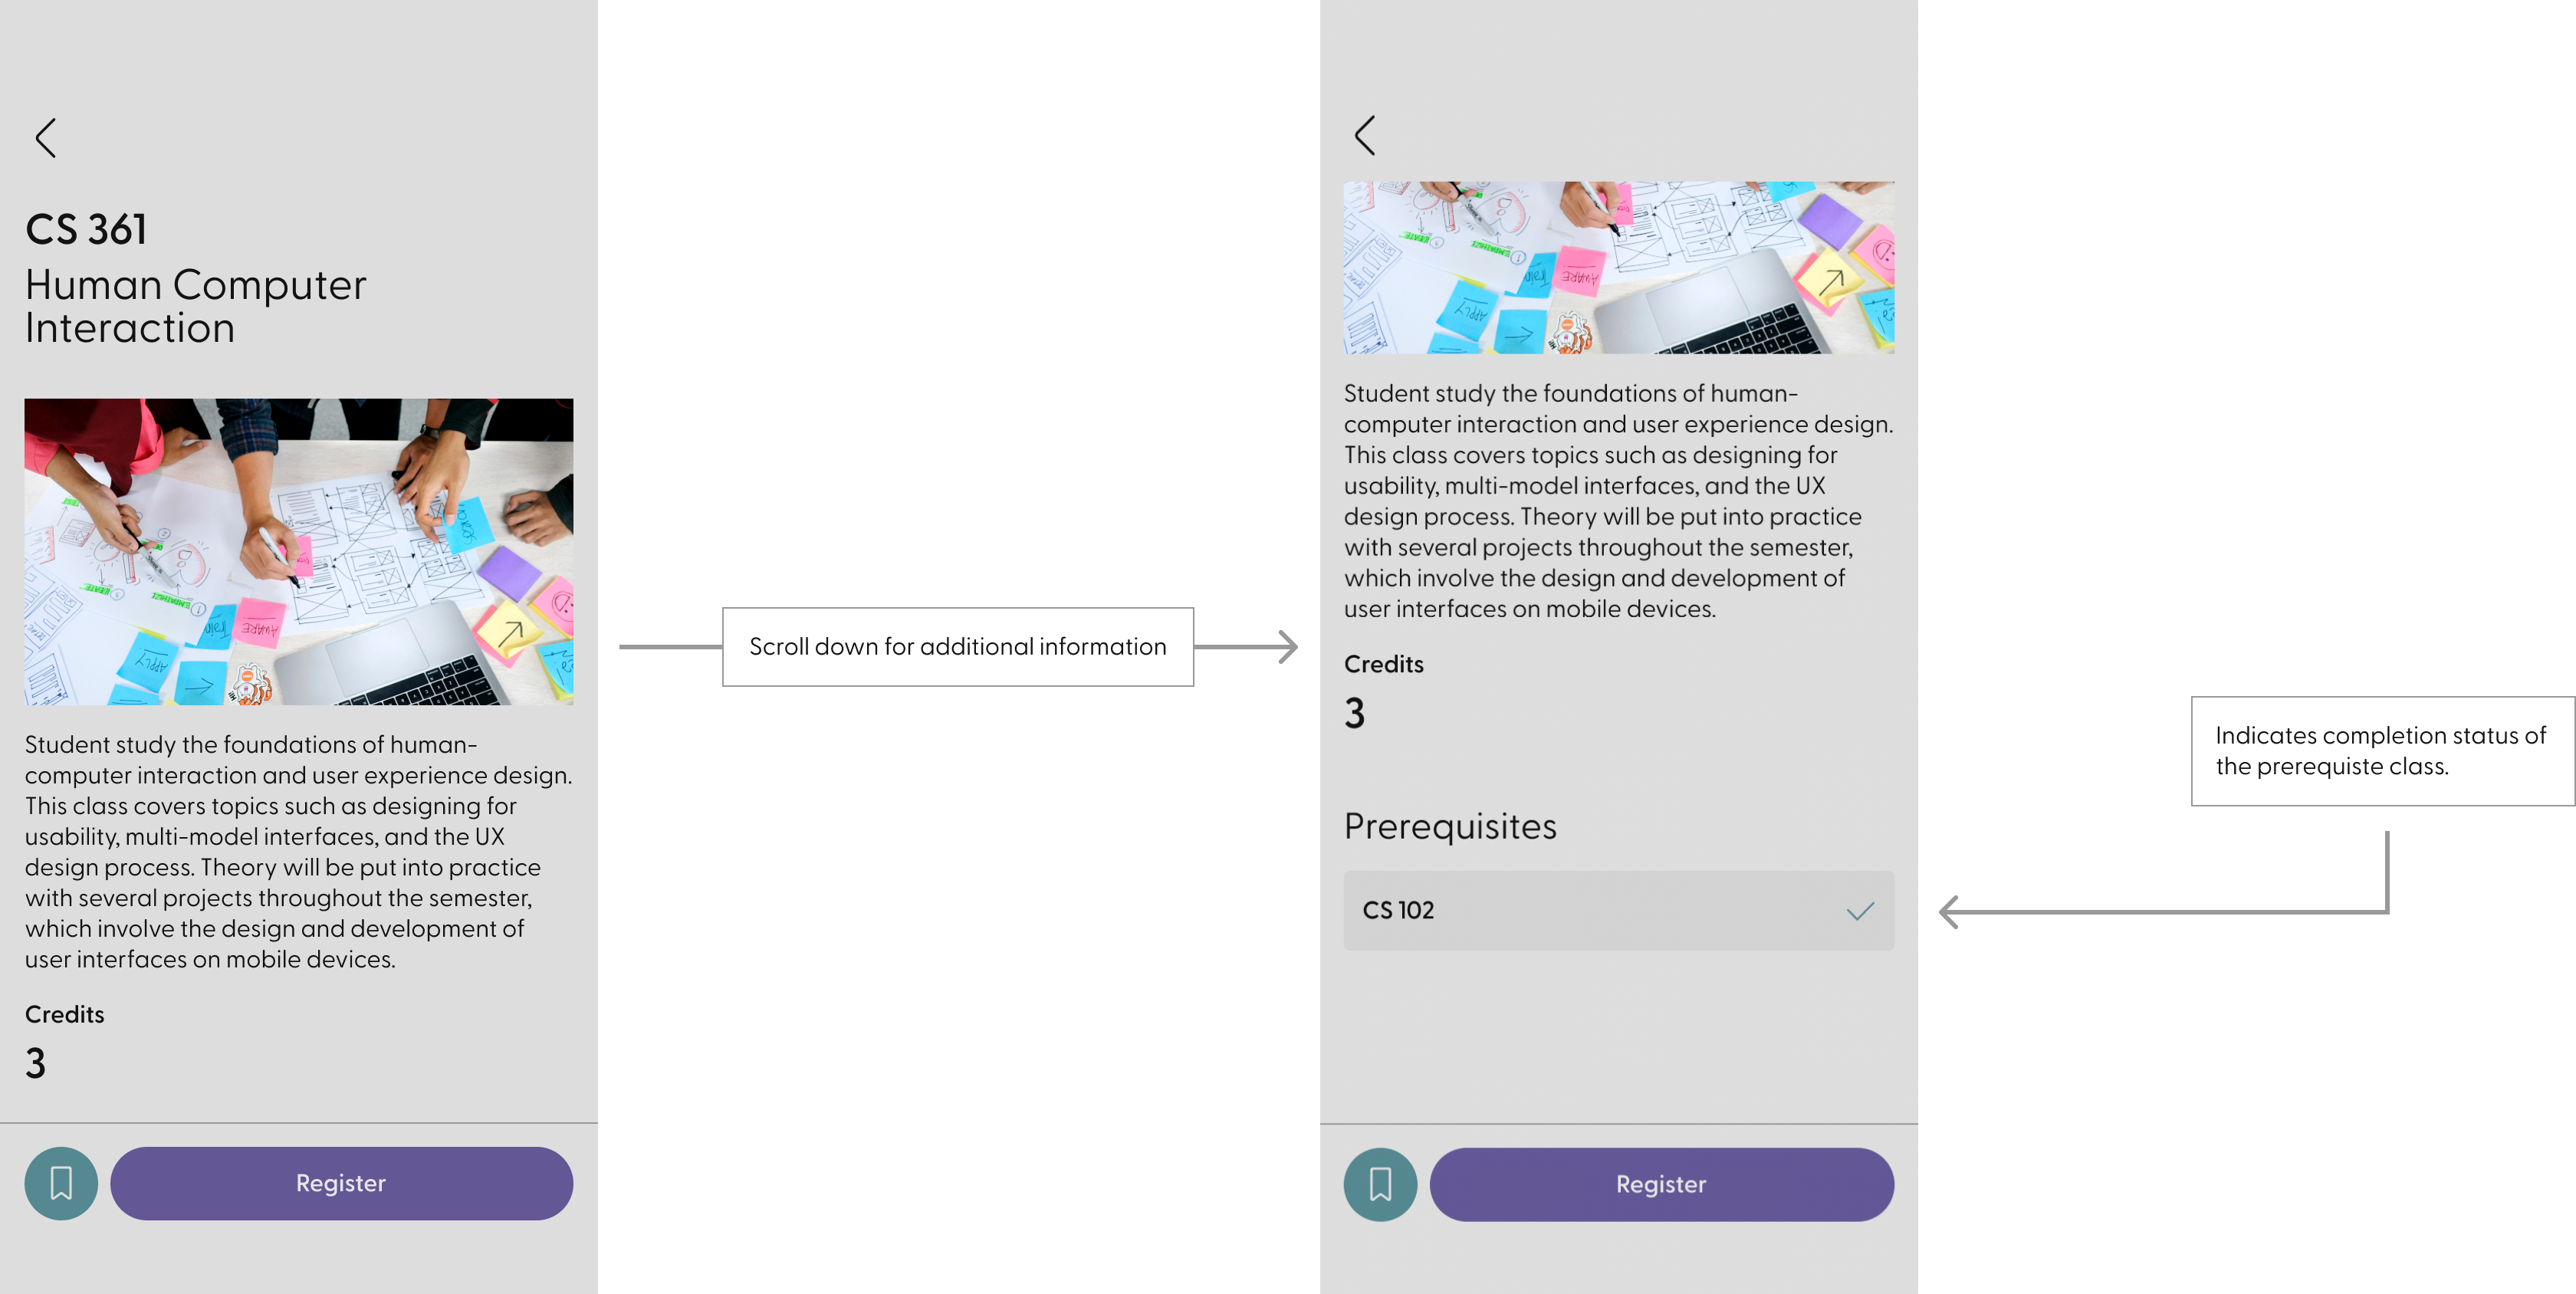 CS 361
Human Computer
Interaction
APPLY
AWARE
Student study the foundations of human-
computer interaction and user experience design.
This class covers topics such as designing for
usability, multi-model interfaces, and the UX
design process. Theory will be put into practice
with several projects throughout the semester,
which involve the design and development of
user interfaces on mobile devices.
Credits
3
Register
Scroll down for additional information
AWARE
APPLY
Student study the foundations of human-
computer interaction and user experience design.
This class covers topics such as designing for
usability, multi-model interfaces, and the UX
design process. Theory will be put into practice
with several projects throughout the semester,
which involve the design and development of
user interfaces on mobile devices.
Credits
3
Prerequisites
CS 102
Register
Indicates completion status of
the prerequiste class.